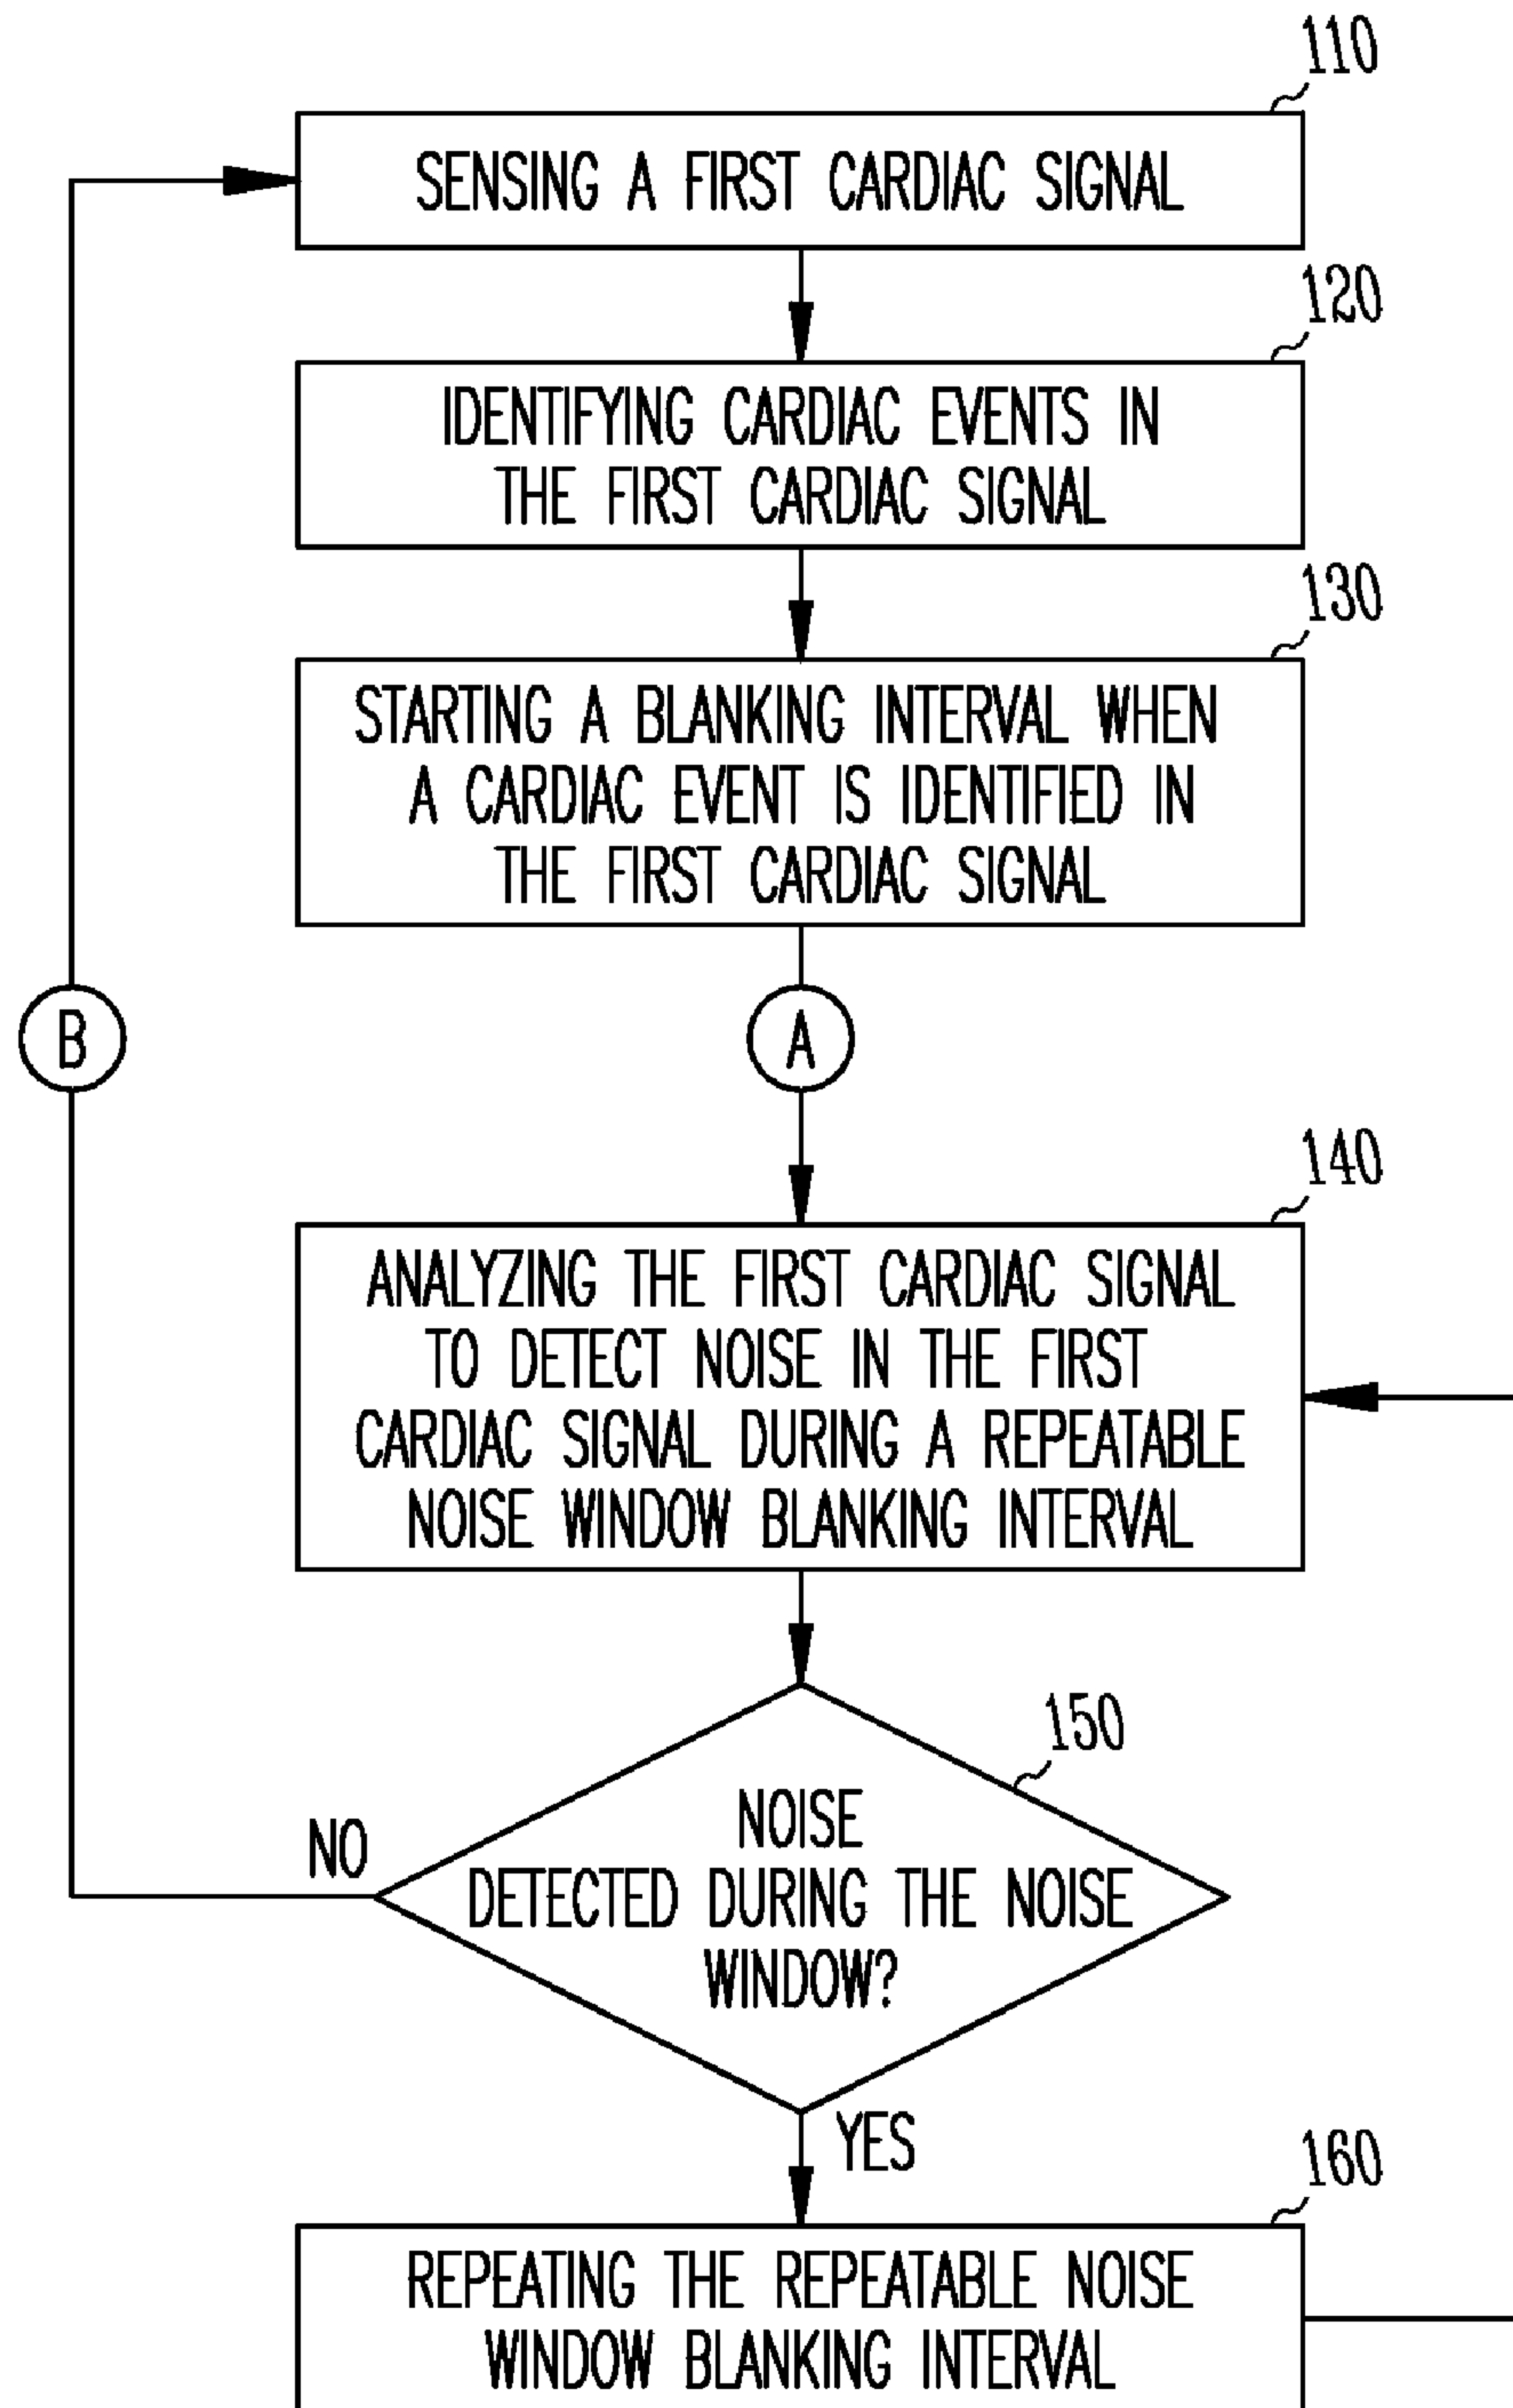 110
SENSING A FIRST CARDIAC SIGNAL
120
IDENTIFYING CARDIAC EVENTS IN
THE FIRST CARDIAC SIGNAL
130
STARTING A BLANKING INTERVAL WHEN
A CARDIAC EVENT IS IDENTIFIED IN
THE FIRST CARDIAC SIGNAL
B
A
140
ANALYZING THE FIRST CARDIAC SIGNAL
TO DETECT NOISE IN THE FIRST
CARDIAC SIGNAL DURING A REPEATABLE
NOISE WINDOW BLANKING INTERVAL
150
NO
NOISE
DETECTED DURING THE NOISE
WINDOW?
YES
160
REPEATING THE REPEATABLE NOISE
WINDOW BLANKING INTERVAL